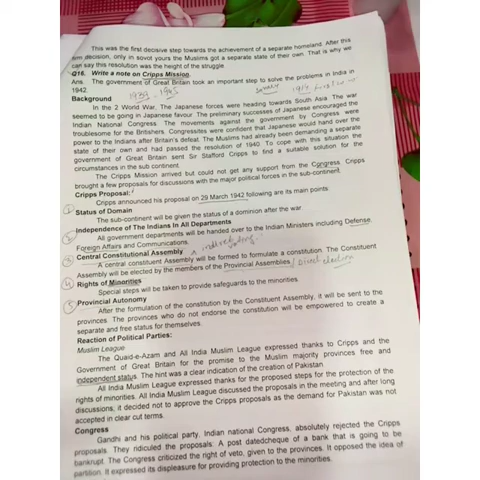 This was the first decisive step towards the achievement of a separate homeland. After this
decision, only in sovot yours the Muslims got a separate state of their own. That is why we
can say this resolution was the height of the struggle
Q16. Write a note on Cripps Mission.
Ans. The government of Great Britain took an important step to solve the problems in India in
1942. 1939 - 1945
Background
In the 2 World War, The Japanese forces were heading towards South Asia. The war
seemed to be going in Japanese favour. The preliminary successes of Japanese encouraged the
Indian National Congress. The movements against the government by Congress were
troublesome for the Britishers. Congressites were confident that Japanese would hand over the
power to the Indians after Britain's defeat. The Muslims had already been demanding a separate
state of their own and had passed the resolution of 1940. To cope with this situation the
government of Great Britain sent Sir Stafford Cripps to find a suitable solution for the
circumstances in the sub continent.
The Cripps Mission arrived but could not get any support from the Congress. Cripps
brought a few proposals for discussions with the major political forces in the sub-continent.
Cripps Proposal:
Cripps announced his proposal on 29 March 1942 following are its main points:
1 Status of Domain
The sub-continent will be given the status of a dominion after the war
2 Independence of The Indians In All Departments
All government departments will be handed over to the Indian Ministers including Defense,
Foreign Affairs and Communications.
3 Central Constitutional Assembly
A central constituent Assembly will be formed to formulate a constitution. The Constituent
Assembly will be elected by the members of the Provincial Assemblies / Direct election
4 Rights of Minorities
Special steps will be taken to provide safeguards to the minorities.
5 Provincial Autonomy
After the formulation of the constitution by the Constituent Assembly, it will be sent to the
provinces. The provinces who do not endorse the constitution will be empowered to create a
separate and free status for themselves.
Reaction of Political Parties:
Muslim League
The Quaid-e-Azam and All India Muslim League expressed thanks to Cripps and the
Government of Great Britain for the promise to the Muslim majority provinces free and
independent status. The hint was a clear indication of the creation of Pakistan.
All India Muslim League expressed thanks for the proposed steps for the protection of the
rights of minorities. All India Muslim League discussed the proposals in the meeting and after long
discussions, it decided not to approve the Cripps proposals as the demand for Pakistan was not
accepted in clear cut terms.
Congress
Gandhi and his political party, Indian national Congress, absolutely rejected the Cripps
proposals. They ridiculed the proposals: A post datedcheque of a bank that is going to be
bankrupt. The Congress criticized the right of veto, given to the provinces. It opposed the idea of
partition. It expressed its displeasure for providing protection to the minorities.